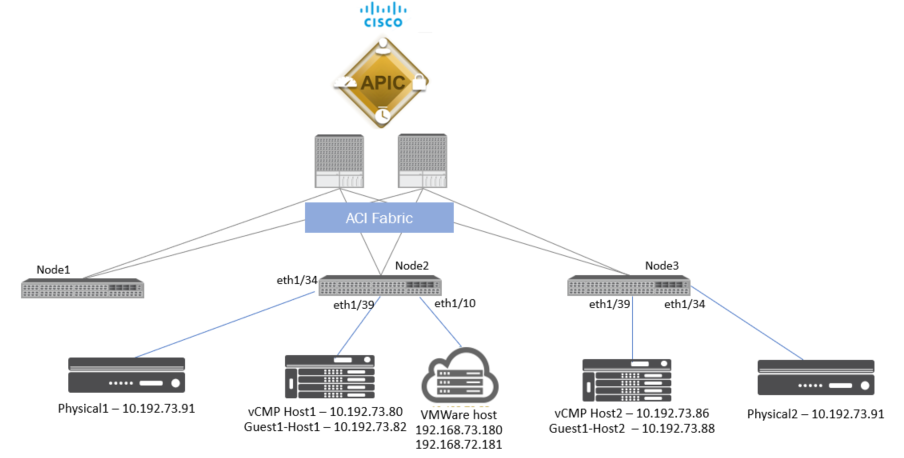 CISCO
APIC
ACI Fabric
Node1
Node2
Node3
eth1/34
eth1/39
eth1/10
eth1/39
eth1/34
Physical1 – 10.192.73.91
vCMP Host1 – 10.192.73.80
Guest1-Host1 – 10.192.73.82
VMWare host
192.168.73.180
192.168.72.181
vCMP Host2 – 10.192.73.86
Guest1-Host2 – 10.192.73.88
Physical2 – 10.192.73.91